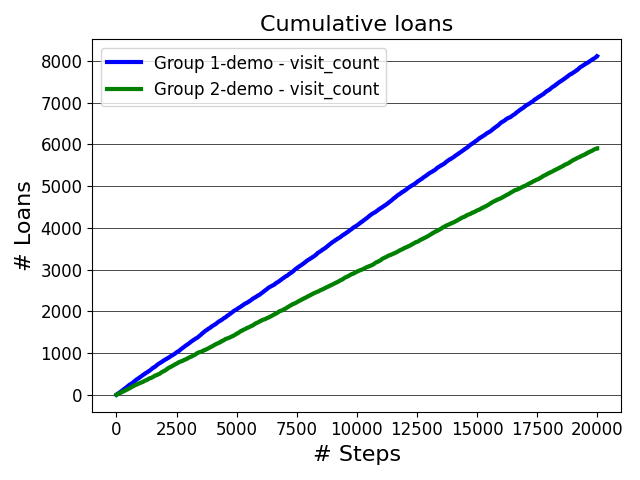 Cumulative loans
Group 1-demo - visit_count
Group 2-demo - visit_count
# Loans
8000
7000
6000
5000
4000
3000
2000
1000
0
0 2500 5000 7500 10000 12500 15000 17500 20000
# Steps